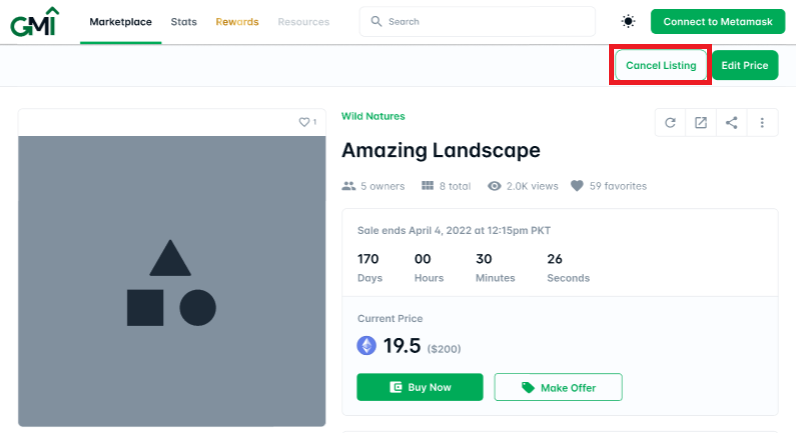 GMI
Marketplace Stats Rewards Resources Search Connect to Metamask
Cancel Listing Edit Price
1
Wild Natures
Amazing Landscape
5 owners 8 total 2.0K views 59 favorites
Sale ends April 4, 2022 at 12:15pm PKT
170 00 30 26
Days Hours Minutes Seconds
Current Price
19.5 ($200)
Buy Now Make Offer